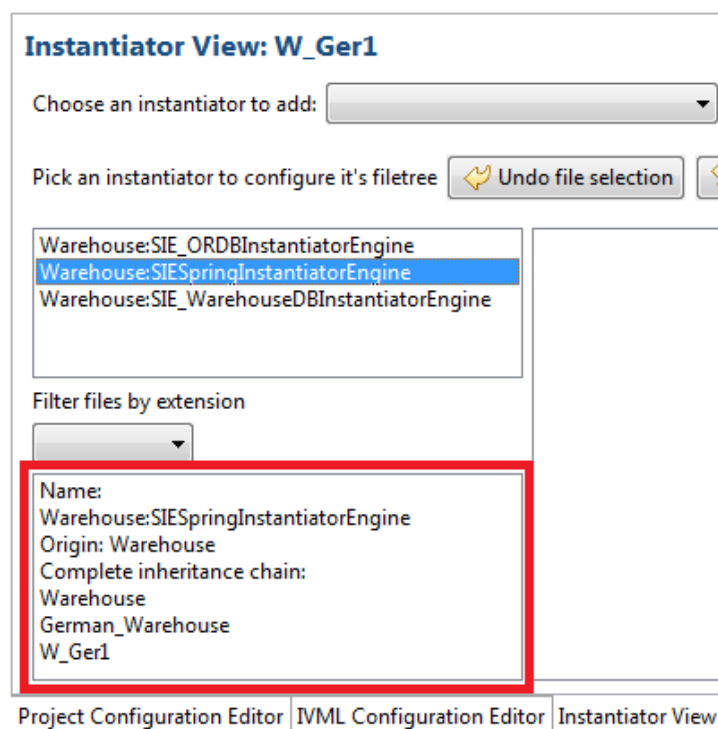 Instantiator View: W_Ger1
Choose an instantiator to add:
Pick an instantiator to configure it's filetree
Undo file selection
Warehouse:SIE_ORDBInstantiatorEngine
Warehouse:SIESpringInstantiatorEngine
Warehouse:SIE_WarehouseDBInstantiatorEngine
Filter files by extension
Name:
Warehouse:SIESpringInstantiatorEngine
Origin: Warehouse
Complete inheritance chain:
Warehouse
German_Warehouse
W_Ger1
Project Configuration Editor IVML Configuration Editor Instantiator View